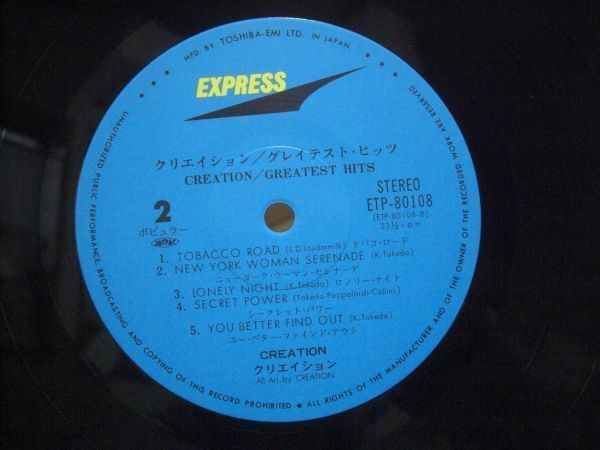 MFD. BY TOSHIBA-EMI LTD. IN JAPAN
EXPRESS
クリエイション/グレイテスト・ヒッツ
CREATION/GREATEST HITS
STEREO
ETP-80108
(ETP-80108-B)
33⅓ r.p.m
2
ポピュラー
1. TOBACCO ROAD (J.D.Loudermilk) タバコ・ロード
2. NEW YORK WOMAN SERENADE (K.Takeda)
ニューヨーク・ウーマン・セレナーデ
3. LONELY NIGHT (K.Takeda) ロンリー・ナイト
4. SECRET POWER (Takeda-Pappalardi-Collins)
シークレット・パワー
5. YOU BETTER FIND OUT (K.Takeda)
ユー・ベター・ファインド・アウト
CREATION
クリエイション
All Arr. by CREATION
UNAUTHORIZED PUBLIC PERFORMANCE, BROADCASTING AND COPYING OF THIS RECORD PROHIBITED ★ ALL RIGHTS OF THE MANUFACTURER AND OF THE OWNER OF THE RECORDED WORK ARE RESERVED